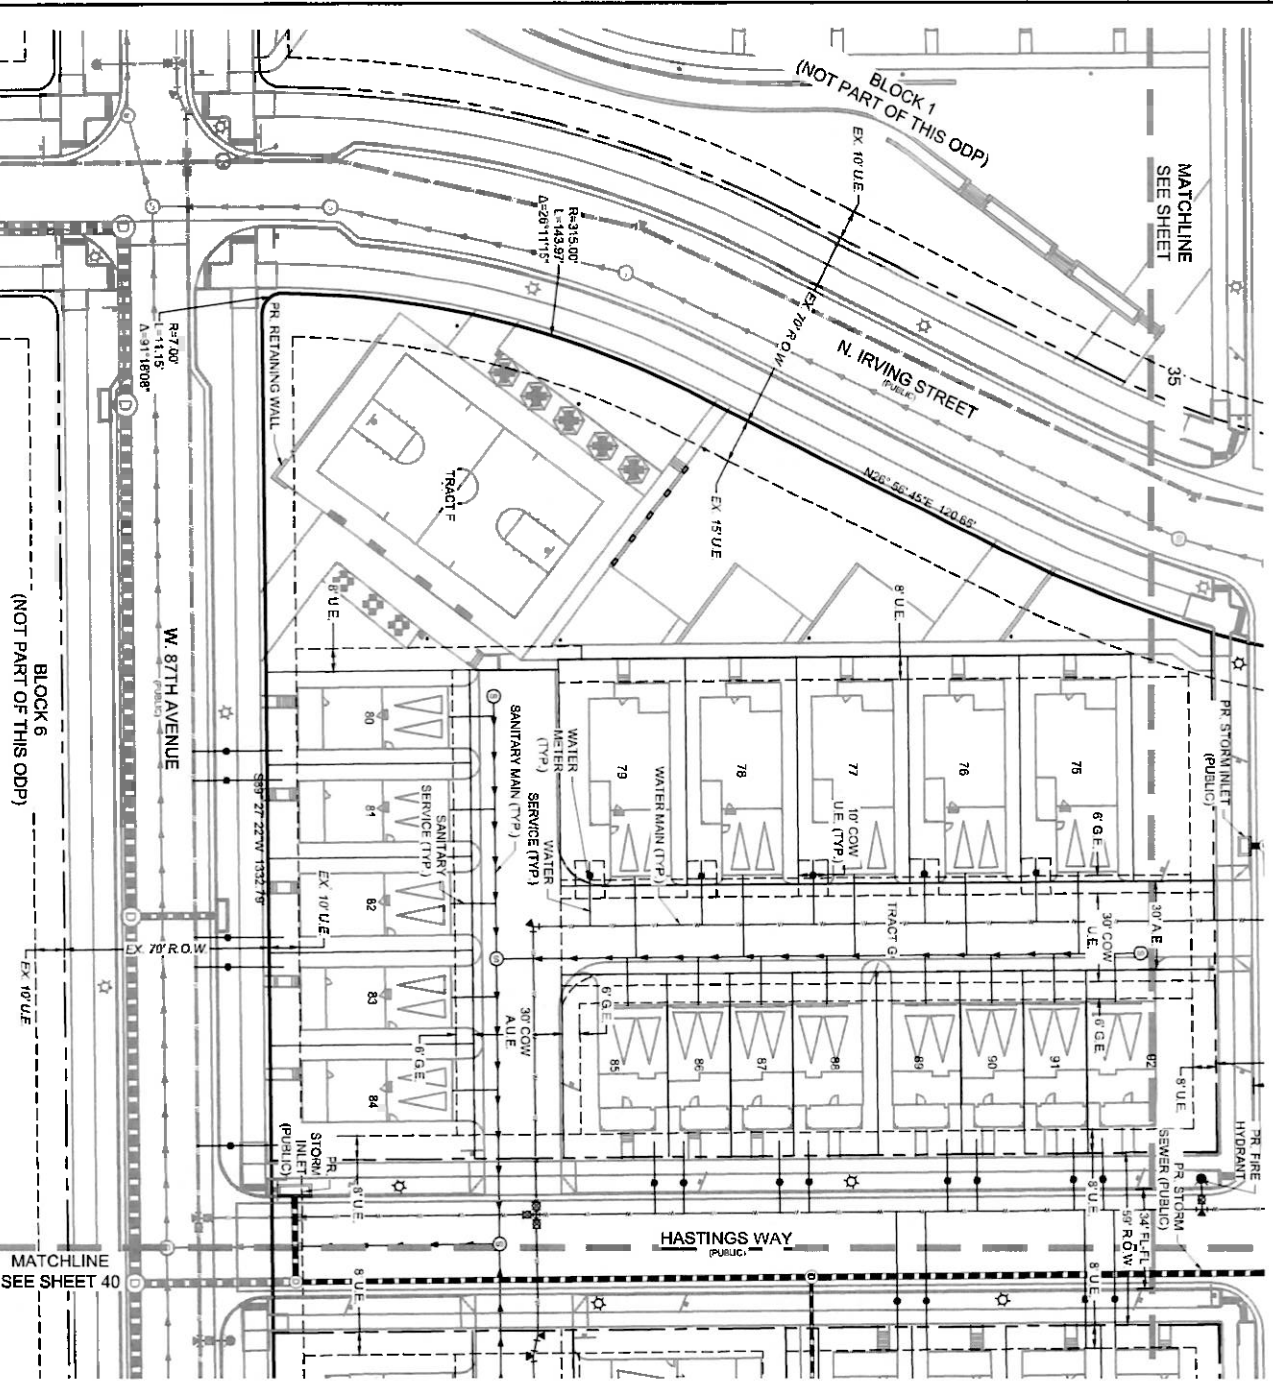 BLOCK 1
(NOT PART OF THIS ODP)
MATCHLINE
SEE SHEET
35
EX. 10' U.E.
R=315.00'
L=143.97'
Δ=26°11'15"
EX 70' R.O.W
N. IRVING STREET
(PUBLIC)
R=7.00'
L=11.15'
Δ=91°16'08"
PR. RETAINING WALL
TRACT F
EX. 15' U.E
N26° 56' 45"E 120.65'
8' U.E.
8' U.E.
W. 87TH AVENUE
(PUBLIC)
BLOCK 6
(NOT PART OF THIS ODP)
PR. STORM INLET
(PUBLIC)
80
81
82
83
84
79
78
77
76
75
SANITARY MAIN (TYP.)
WATER
METER
(TYP.)
WATER MAIN (TYP.)
WATER
SERVICE (TYP.)
SANITARY
SERVICE (TYP.)
10' COW
U.E. (TYP.)
6' G.E.
S89° 27' 22"W 1332.79'
EX. 10' U.E.
EX. 70' R.O.W.
EX. 10' U.E
TRACT G
30' COW
U.E.
30' A.E
6' G.E.
6' G.E.
6' G.E.
30' COW
A.U.E.
85
86
87
88
89
90
91
92
8' U.E.
PR. FIRE
HYDRANT
PR. STORM
SEWER (PUBLIC)
PR.
STORM
INLET
(PUBLIC)
8' U.E.
8' U.E.
8' U.E.
8' U.E.
34' FL-FL
59' R.O.W
HASTINGS WAY
(PUBLIC)
MATCHLINE
SEE SHEET 40